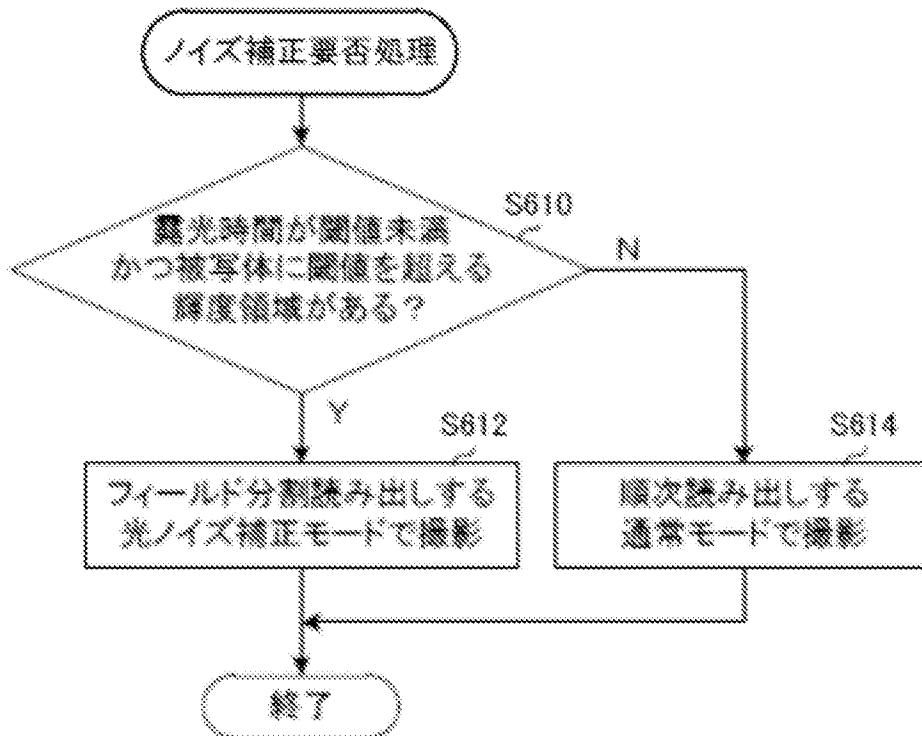 ノイズ補正要否処理
S610
露光時間が閾値未満
かつ被写体に閾値を超える
輝度領域がある？
N
Y
S612
フィールド分割読み出しする
光ノイズ補正モードで撮影
S614
順次読み出しする
通常モードで撮影
終了